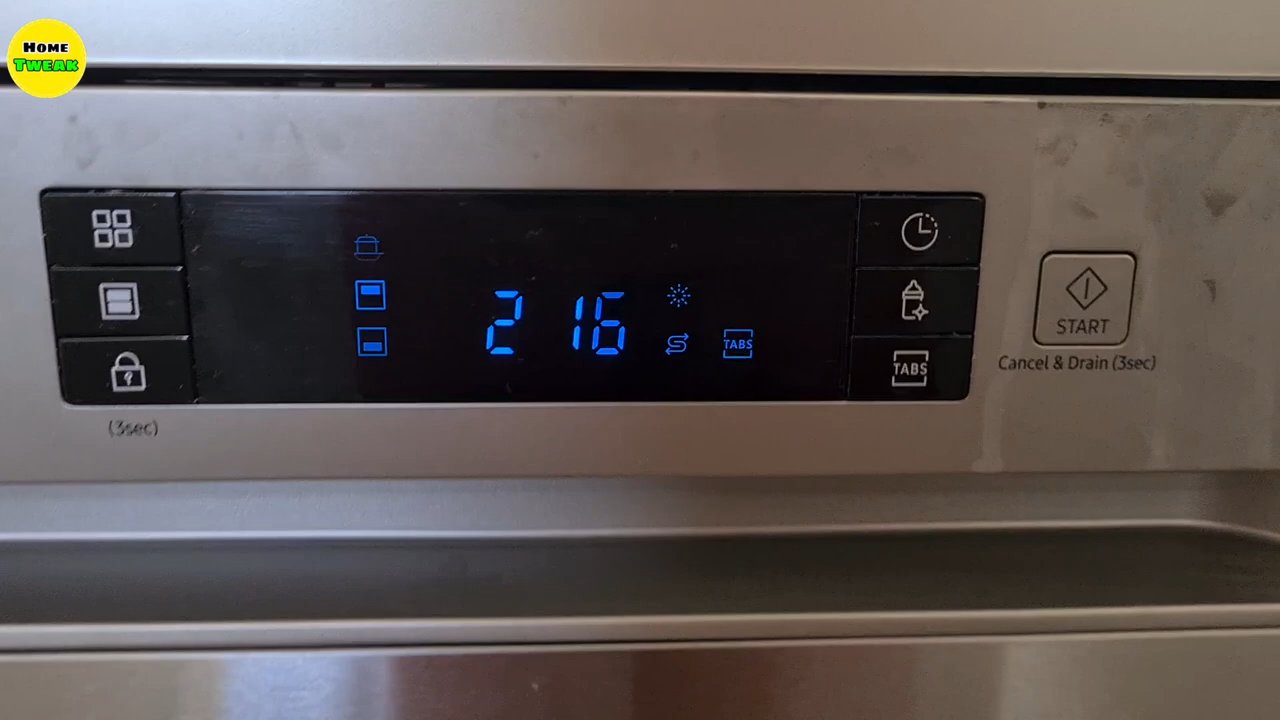 Home
Tweak
2 16
TABS
TABS
START
Cancel & Drain (3sec)
(3sec)